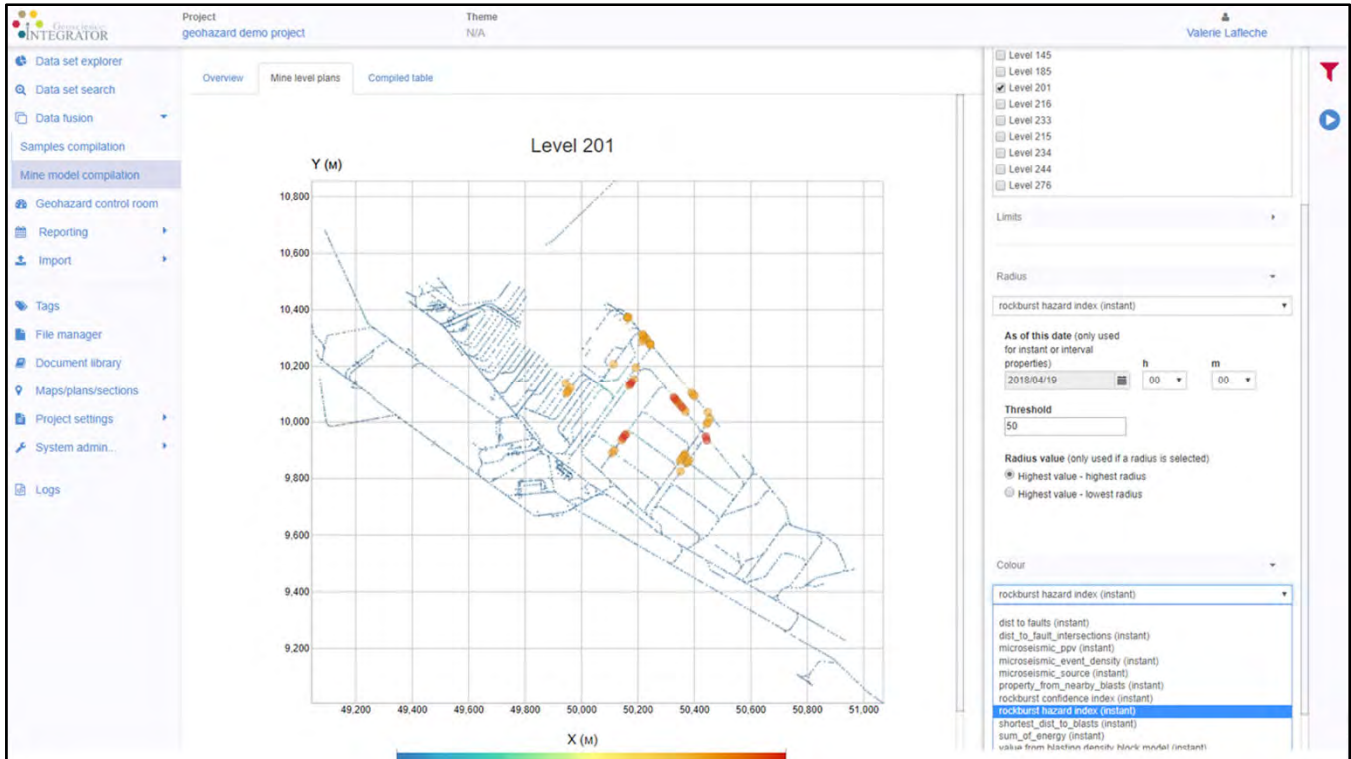 Geoscience
INTEGRATOR
Project
geohazard demo project
Theme
N/A
Valerie Lafleche
Data set explorer
Data set search
Data fusion
Samples compilation
Mine model compilation
Geohazard control room
Reporting
Import
Tags
File manager
Document library
Maps/plans/sections
Project settings
System admin...
Logs
Overview
Mine level plans
Compiled table
Level 201
Y (M)
10,800
10,600
10,400
10,200
10,000
9,800
9,600
9,400
9,200
49,200
49,400
49,600
49,800
50,000
50,200
50,400
50,600
50,800
51,000
X (M)
Level 145
Level 185
Level 201
Level 216
Level 233
Level 215
Level 234
Level 244
Level 276
Limits
Radius
rockburst hazard index (instant)
As of this date (only used
for instant or interval
properties)
h
m
2018/04/19
00
00
Threshold
50
Radius value (only used if a radius is selected)
Highest value - highest radius
Highest value - lowest radius
Colour
rockburst hazard index (instant)
dist to faults (instant)
dist_to_fault_intersections (instant)
microseismic_ppv (instant)
microseismic_event_density (instant)
microseismic_source (instant)
property_from_nearby_blasts (instant)
rockburst confidence index (instant)
rockburst hazard index (instant)
shortest_dist_to_blasts (instant)
sum_of_energy (instant)
value from blasting density block model (instant)